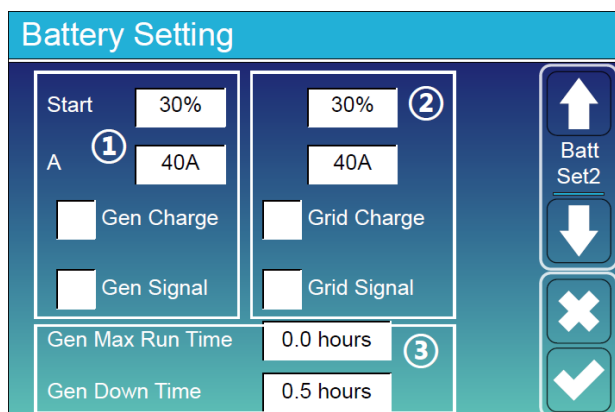 Battery Setting
Start 30% 30% ②
A ① 40A 40A
Gen Charge Grid Charge
Gen Signal Grid Signal
Gen Max Run Time 0.0 hours ③
Gen Down Time 0.5 hours
Batt
Set2